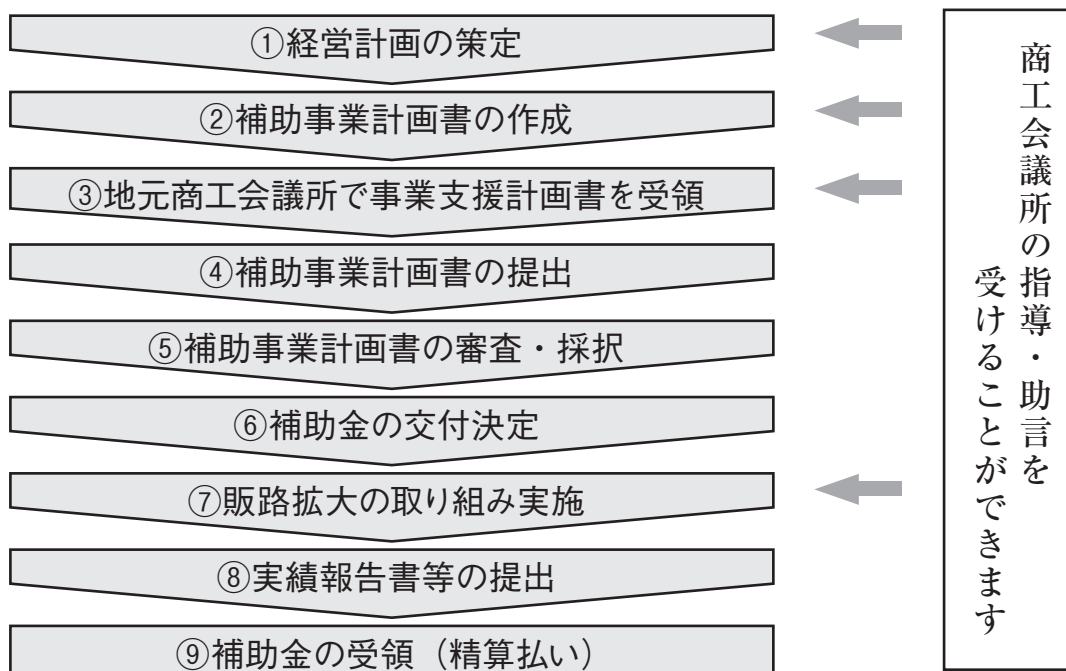 ①経営計画の策定
②補助事業計画書の作成
③地元商工会議所で事業支援計画書を受領
④補助事業計画書の提出
⑤補助事業計画書の審査・採択
⑥補助金の交付決定
⑦販路拡大の取り組み実施
⑧実績報告書等の提出
⑨補助金の受領（精算払い）
商工会議所の指導・助言を
受けることができます